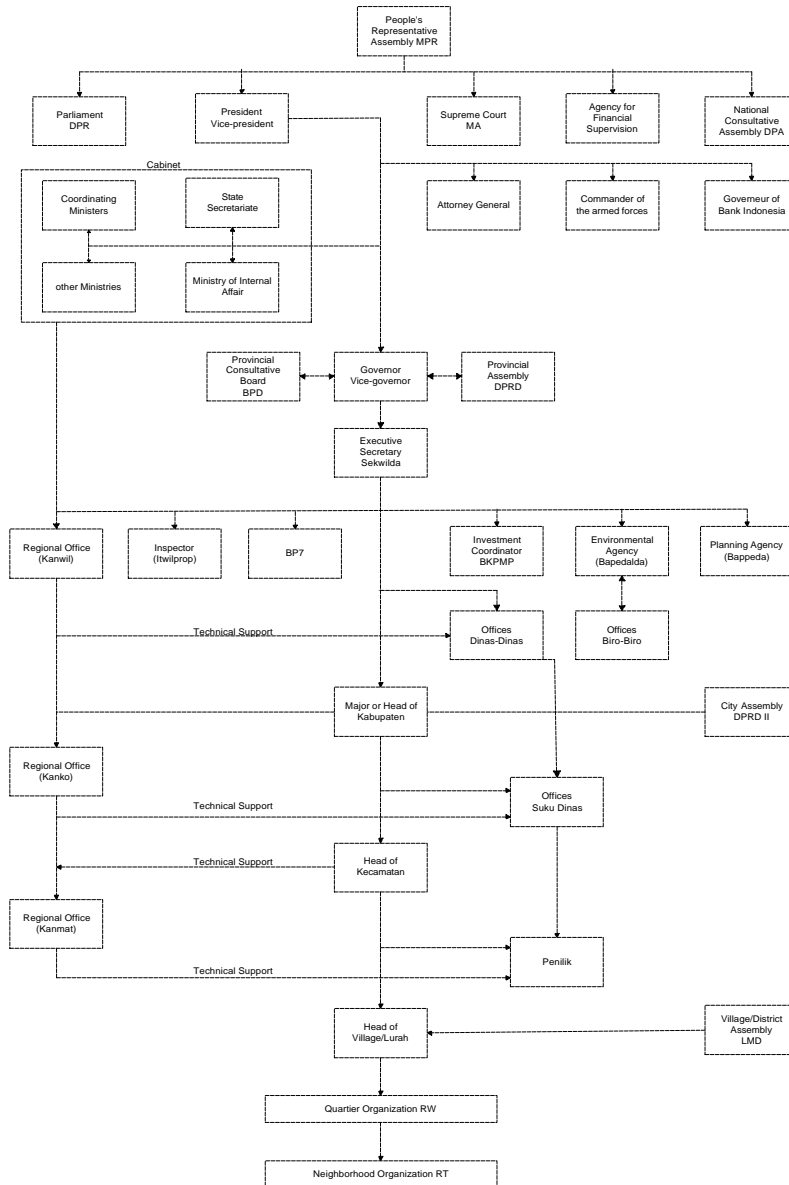 People's
Representative
Assembly MPR
Parliament
DPR
President
Vice-president
Supreme Court
MA
Agency for
Financial
Supervision
National
Consultative
Assembly DPA
Cabinet
Coordinating
Ministers
State
Secretariate
Attorney General
Commander of
the armed forces
Governeur of
Bank Indonesia
other Ministries
Ministry of Internal
Affair
Provincial
Consultative
Board
BPD
Governor
Vice-governor
Provincial
Assembly
DPRD
Executive
Secretary
Sekwilda
Regional Office
(Kanwil)
Inspector
(Itwilprop)
BP7
Investment
Coordinator
BKPMP
Environmental
Agency
(Bapedalda)
Planning Agency
(Bappeda)
Technical Support
Offices
Dinas-Dinas
Offices
Biro-Biro
Major or Head of
Kabupaten
City Assembly
DPRD II
Regional Office
(Kanko)
Offices
Suku Dinas
Technical Support
Technical Support
Head of
Kecamatan
Regional Office
(Kanmat)
Penilik
Technical Support
Head of
Village/Lurah
Village/District
Assembly
LMD
Quartier Organization RW
Neighborhood Organization RT